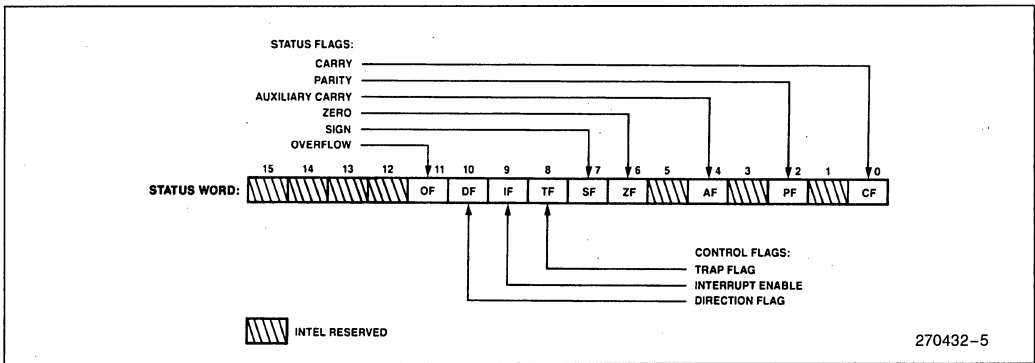 STATUS FLAGS:
CARRY
PARITY
AUXILIARY CARRY
ZERO
SIGN
OVERFLOW
15 14 13 12 11 10 9 8 7 6 5 4 3 2 1 0
STATUS WORD: OF DF IF TF SF ZF AF PF CF
CONTROL FLAGS:
TRAP FLAG
INTERRUPT ENABLE
DIRECTION FLAG
INTEL RESERVED
270432-5